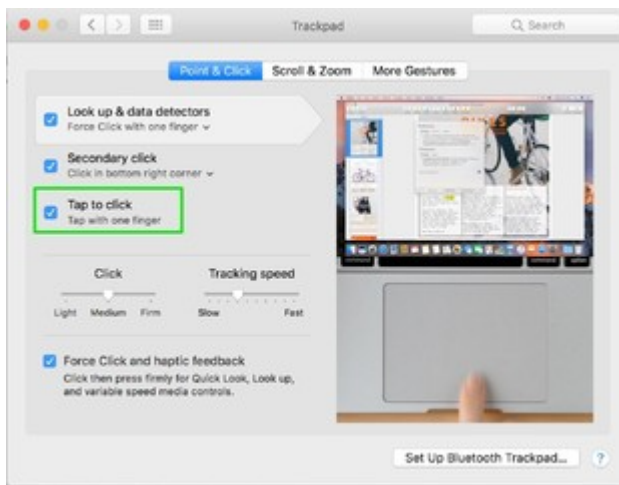 Trackpad
Search
Point & Click
Scroll & Zoom
More Gestures
Look up & data detectors
Force Click with one finger
Secondary click
Click in bottom right corner
Tap to click
Tap with one finger
Click
Tracking speed
Light Medium Firm
Slow Fast
Force Click and haptic feedback
Click then press firmly for Quick Look, Look up,
and variable speed media controls.
command
command
option
Set Up Bluetooth Trackpad...
?